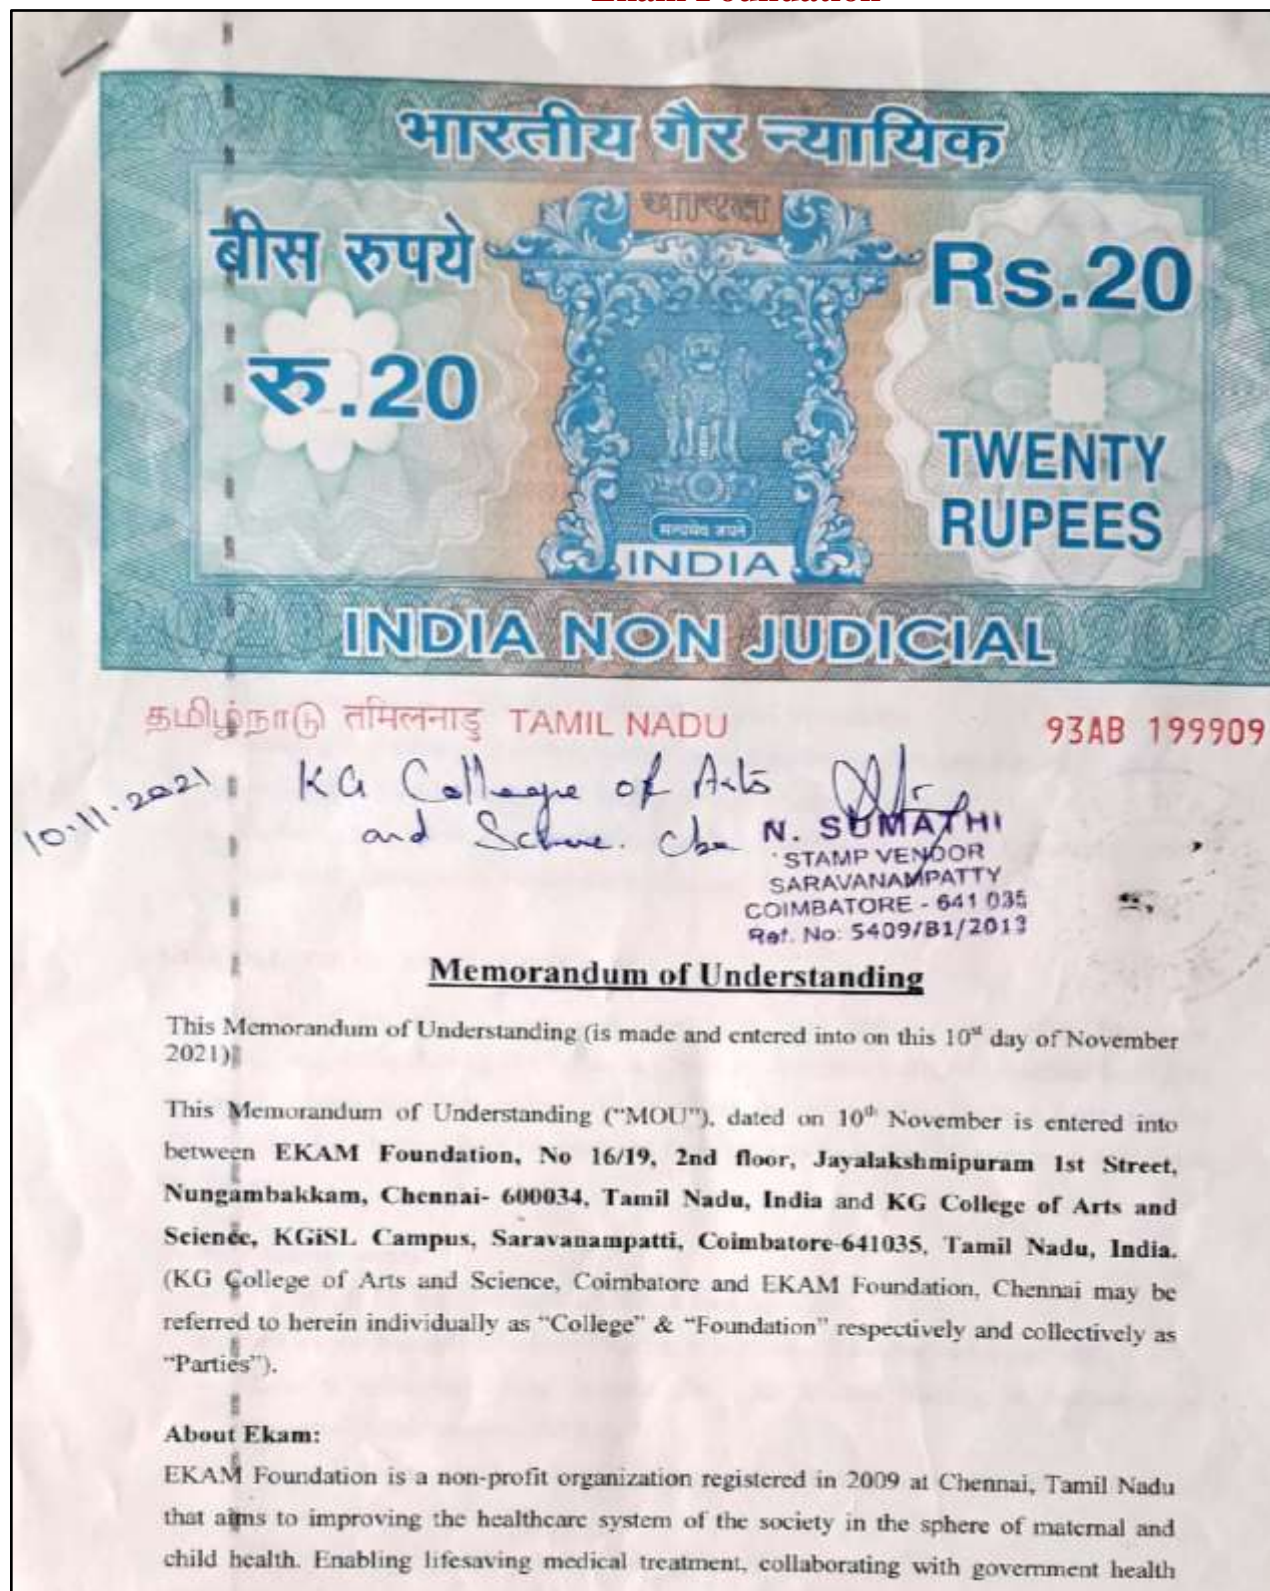 Ekam Foundation
भारतीय गैर न्यायिक
भारत
बीस रुपये
Rs.20
रु.20
TWENTY
RUPEES
सत्यमेव जयते
INDIA
INDIA NON JUDICIAL
தமிழ்நாடு तमिलनाडु TAMIL NADU
93AB 199909
10.11.2021
KG College of Arts
and Science. Cbe
N. SUMATHI
STAMP VENDOR
SARAVANAMPATTY
COIMBATORE - 641 035
Ref. No: 5409/B1/2013
Memorandum of Understanding
This Memorandum of Understanding (is made and entered into on this 10st day of November
2021)
This Memorandum of Understanding (“MOU”), dated on 10th November is entered into
between EKAM Foundation, No 16/19, 2nd floor, Jayalakshmipuram 1st Street,
Nungambakkam, Chennai- 600034, Tamil Nadu, India and KG College of Arts and
Science, KGiSL Campus, Saravanampatti, Coimbatore-641035, Tamil Nadu, India.
(KG College of Arts and Science, Coimbatore and EKAM Foundation, Chennai may be
referred to herein individually as “College” & “Foundation” respectively and collectively as
“Parties”).
About Ekam:
EKAM Foundation is a non-profit organization registered in 2009 at Chennai, Tamil Nadu
that aims to improving the healthcare system of the society in the sphere of maternal and
child health. Enabling lifesaving medical treatment, collaborating with government health